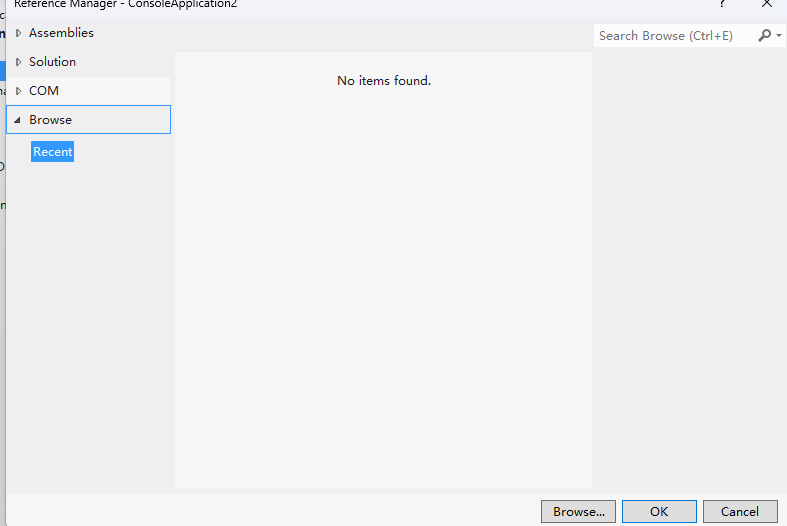 Reference Manager - ConsoleApplication2
?
Assemblies
Search Browse (Ctrl+E)
Solution
No items found.
COM
Browse
Recent
Browse...
OK
Cancel